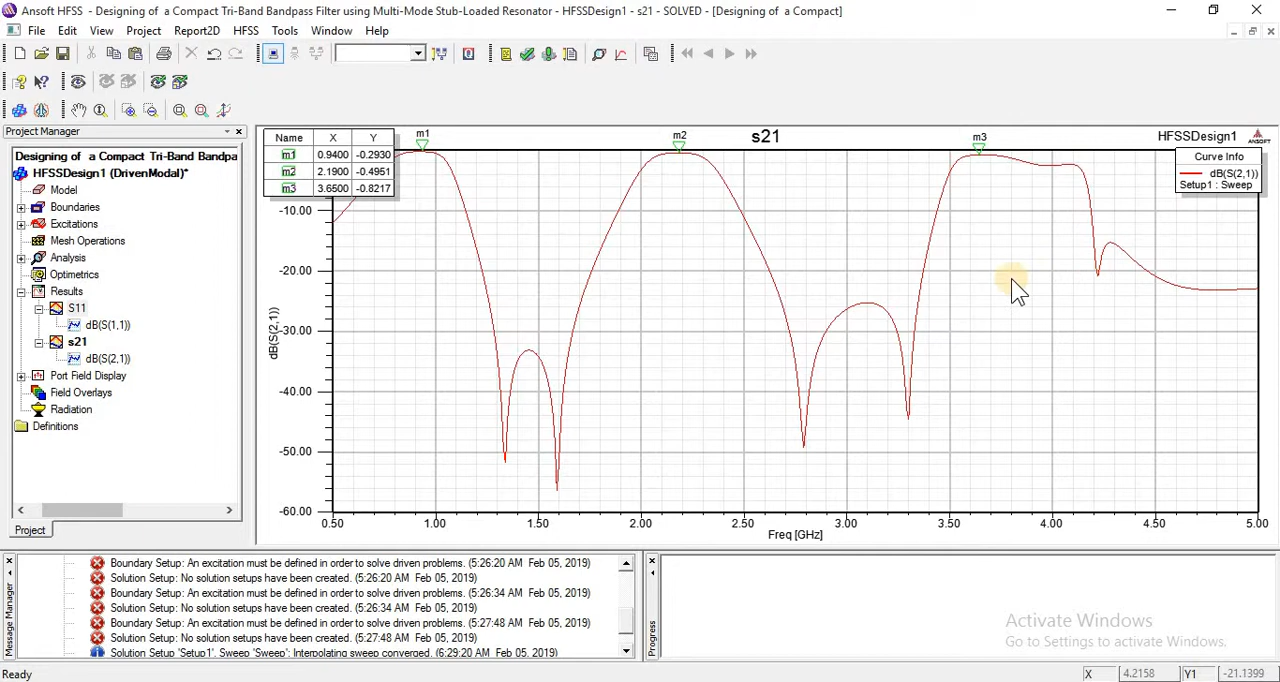 Ansoft HFSS - Designing of a Compact Tri-Band Bandpass Filter using Multi-Mode Stub-Loaded Resonator - HFSSDesign1 - s21 - SOLVED - [Designing of a Compact]
File Edit View Project Report2D HFSS Tools Window Help
Project Manager
Designing of a Compact Tri-Band Bandpa
HFSSDesign1 (DrivenModal)*
Model
Boundaries
Excitations
Mesh Operations
Analysis
Optimetrics
Results
S11
dB(S(1,1))
s21
dB(S(2,1))
Port Field Display
Field Overlays
Radiation
Definitions
Project
s21
HFSSDesign1
ANSOFT
Name X Y
m1 0.9400 -0.2930
m2 2.1900 -0.4951
m3 3.6500 -0.8217
m1 m2 m3
Curve Info
dB(S(2,1))
Setup1 : Sweep
dB(S(2,1))
-10.00
-20.00
-30.00
-40.00
-50.00
-60.00
0.50 1.00 1.50 2.00 2.50 3.00 3.50 4.00 4.50 5.00
Freq [GHz]
Message Manager
Boundary Setup: An excitation must be defined in order to solve driven problems. (5:26:20 AM Feb 05, 2019)
Solution Setup: No solution setups have been created. (5:26:20 AM Feb 05, 2019)
Boundary Setup: An excitation must be defined in order to solve driven problems. (5:26:34 AM Feb 05, 2019)
Solution Setup: No solution setups have been created. (5:26:34 AM Feb 05, 2019)
Boundary Setup: An excitation must be defined in order to solve driven problems. (5:27:48 AM Feb 05, 2019)
Solution Setup: No solution setups have been created. (5:27:48 AM Feb 05, 2019)
Solution Setup 'Setup1', Sweep 'Sweep': Interpolating sweep converged. (6:29:20 AM Feb 05, 2019)
Progress
Activate Windows
Go to Settings to activate Windows.
Ready
X 4.2158 Y1 -21.1399